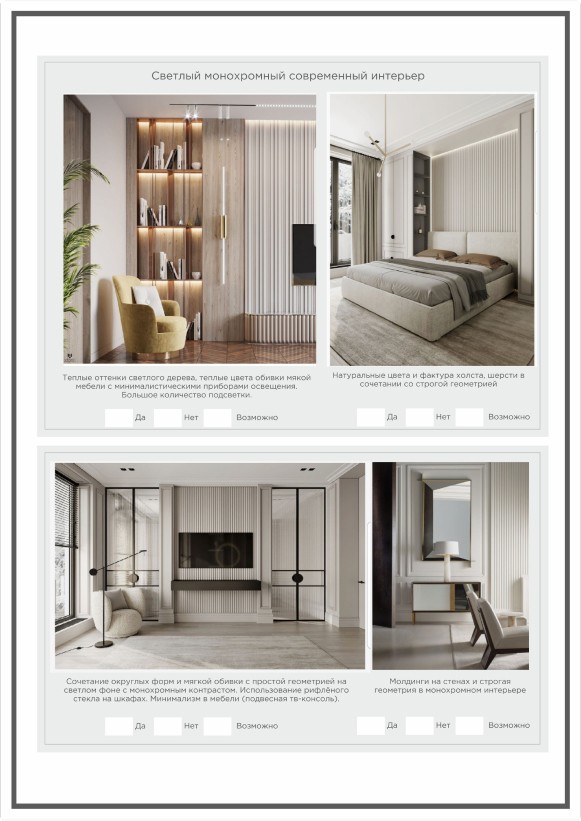 Светлый монохромный современный интерьер
Теплые оттенки светлого дерева, теплые цвета обивки мякой
мебели с минималистическими приборами освещения.
Большое количество подсветки.
Натуральные цвета и фактура холста, шерсти в
сочетании со строгой геометрией
Да Нет Возможно
Да Нет Возможно
Сочетание округлых форм и мягкой обивки с простой геометрией на
светлом фоне с монохромным контрастом. Использование рифлёного
стекла на шкафах. Минимализм в мебели (подвесная тв-консоль).
Молдинги на стенах и строгая
геометрия в монохромном интерьере
Да Нет Возможно
Да Нет Возможно